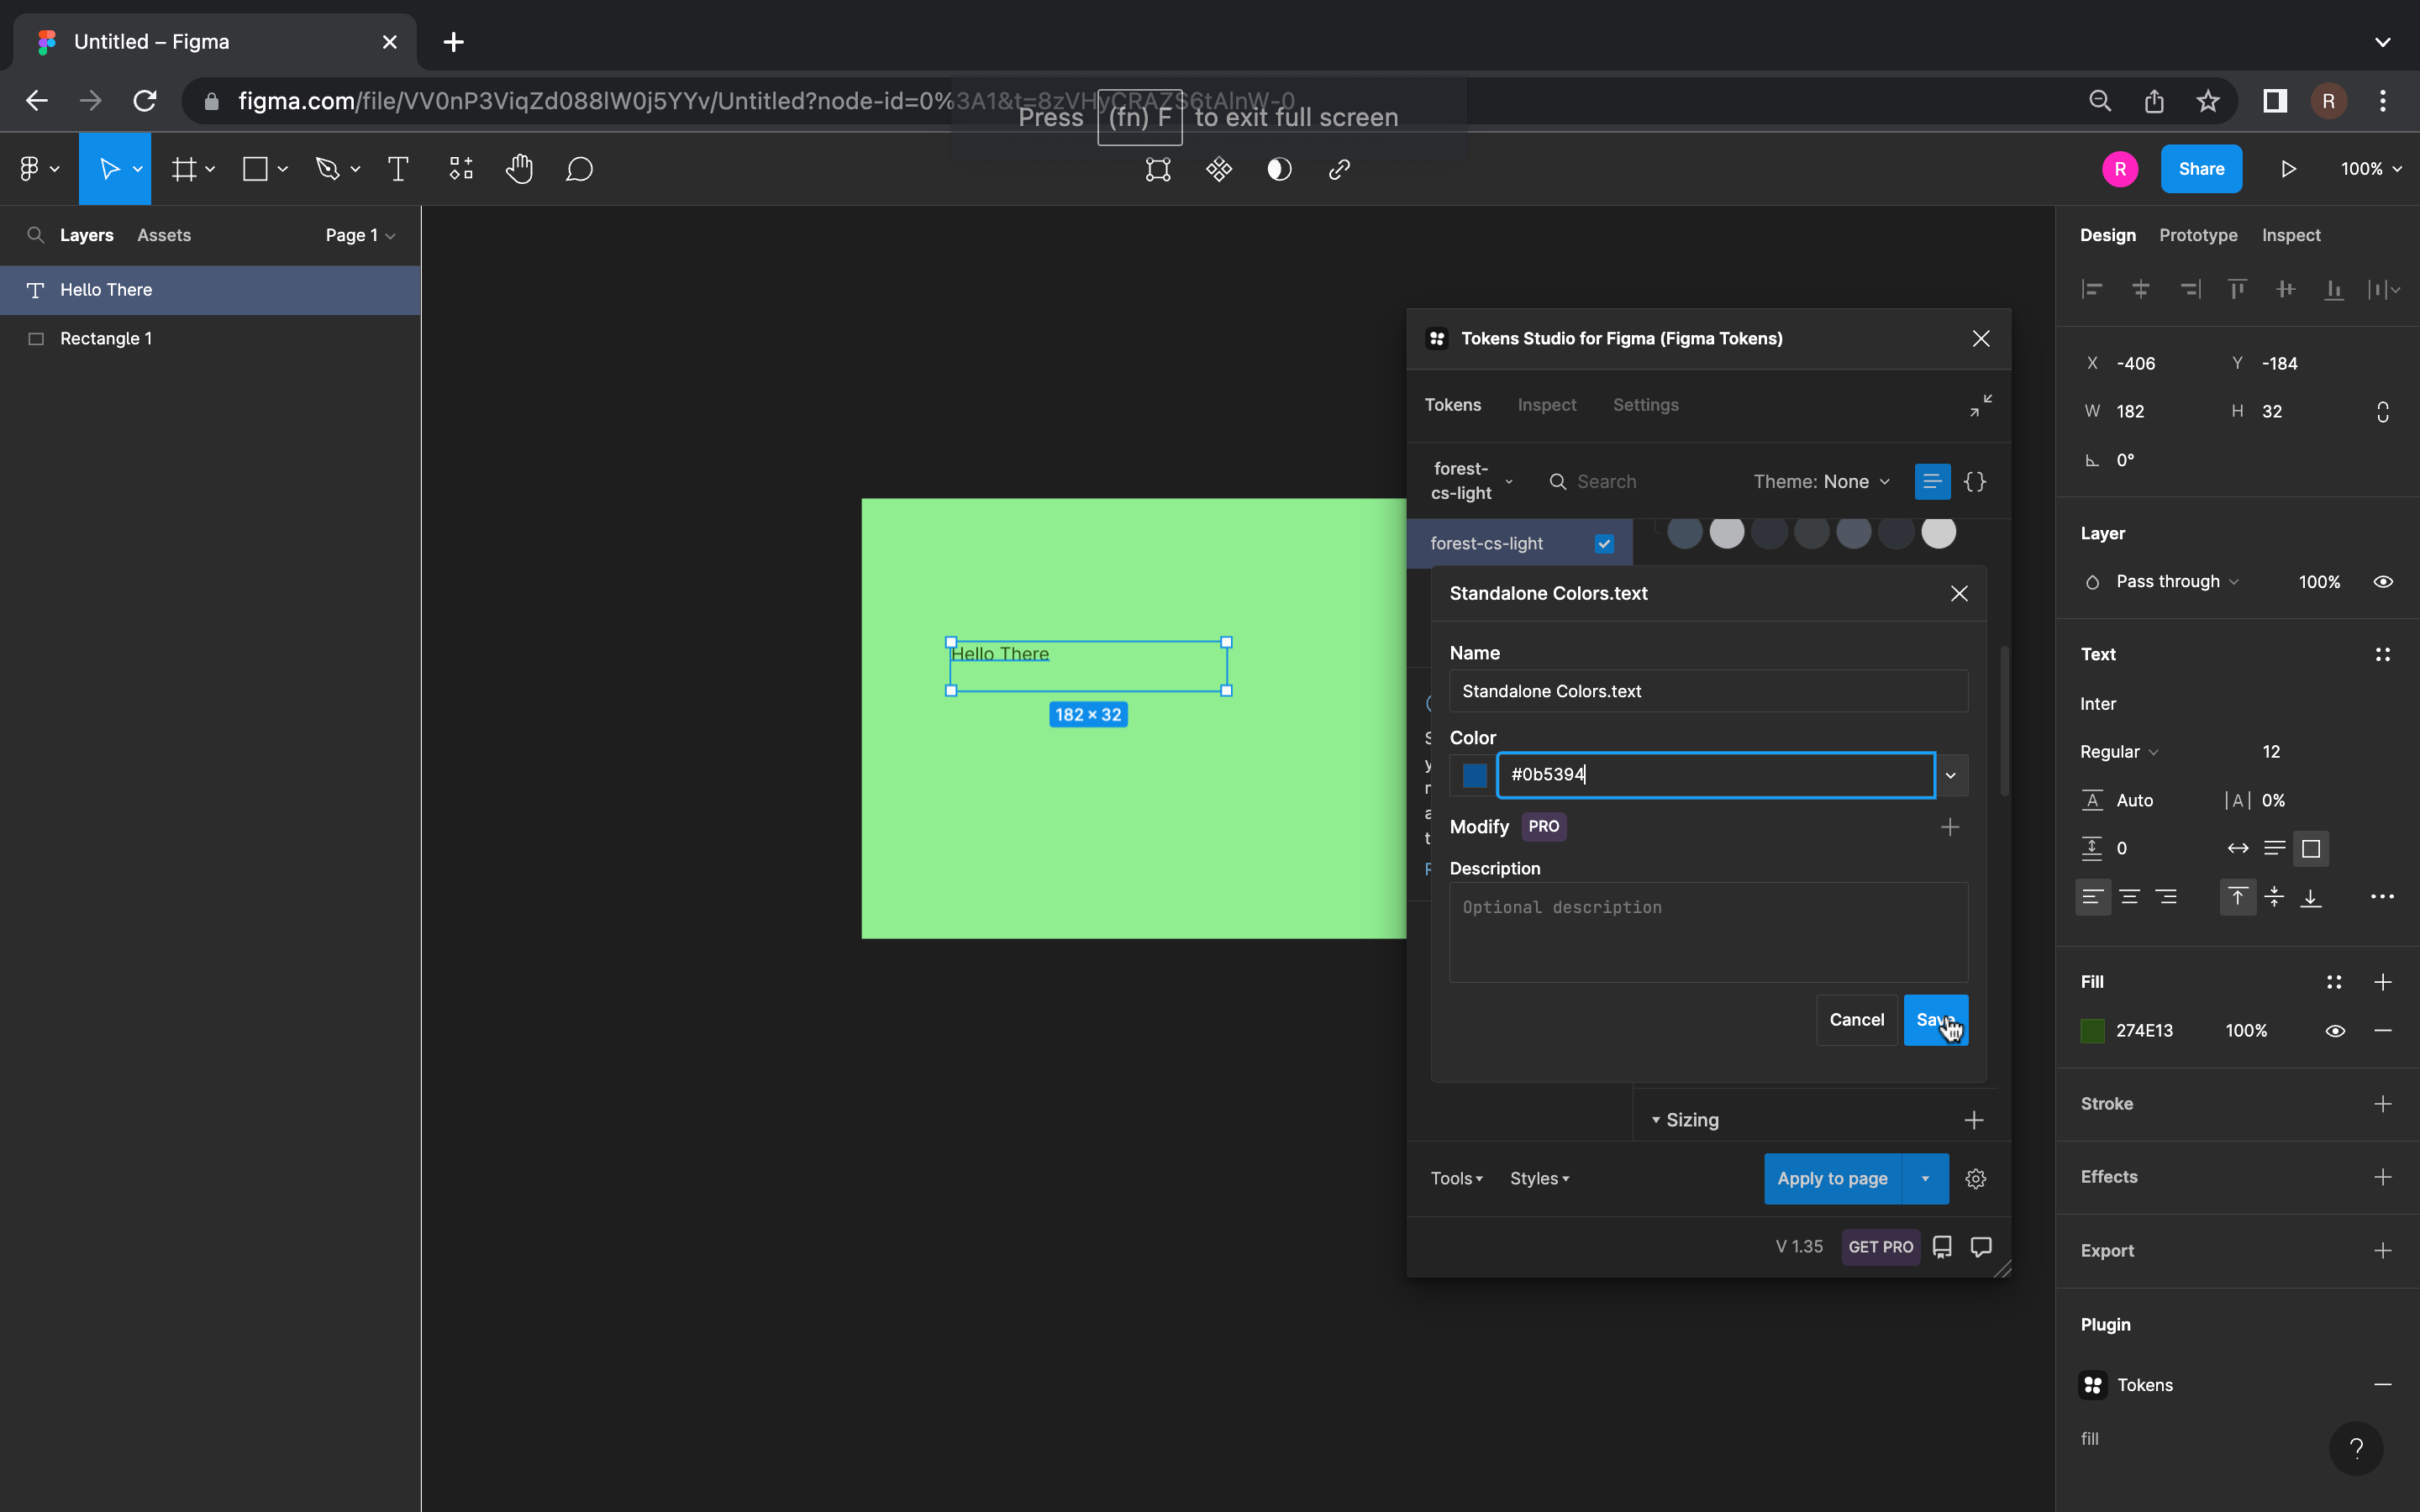 Untitled – Figma
figma.com/file/VV0nP3ViqZd088lW0j5YYv/Untitled?node-id=0%3A1&t=8zVHyCRAZS6tAlnW-0
R
Press (fn) F to exit full screen
T
R
Share
100%
Layers
Assets
Page 1
Hello There
Rectangle 1
Hello There
182 × 32
Tokens Studio for Figma (Figma Tokens)
Tokens
Inspect
Settings
forest-
cs-light
Search
Theme: None
forest-cs-light
Standalone Colors.text
Name
Standalone Colors.text
Color
#0b5394
Modify PRO
Description
Optional description
Cancel
Save
Sizing
Tools
Styles
Apply to page
V 1.35
GET PRO
Design
Prototype
Inspect
X -406
Y -184
W 182
H 32
0°
Layer
Pass through
100%
Text
Inter
Regular
12
Auto
0%
0
Fill
274E13
100%
Stroke
Effects
Export
Plugin
Tokens
fill
?